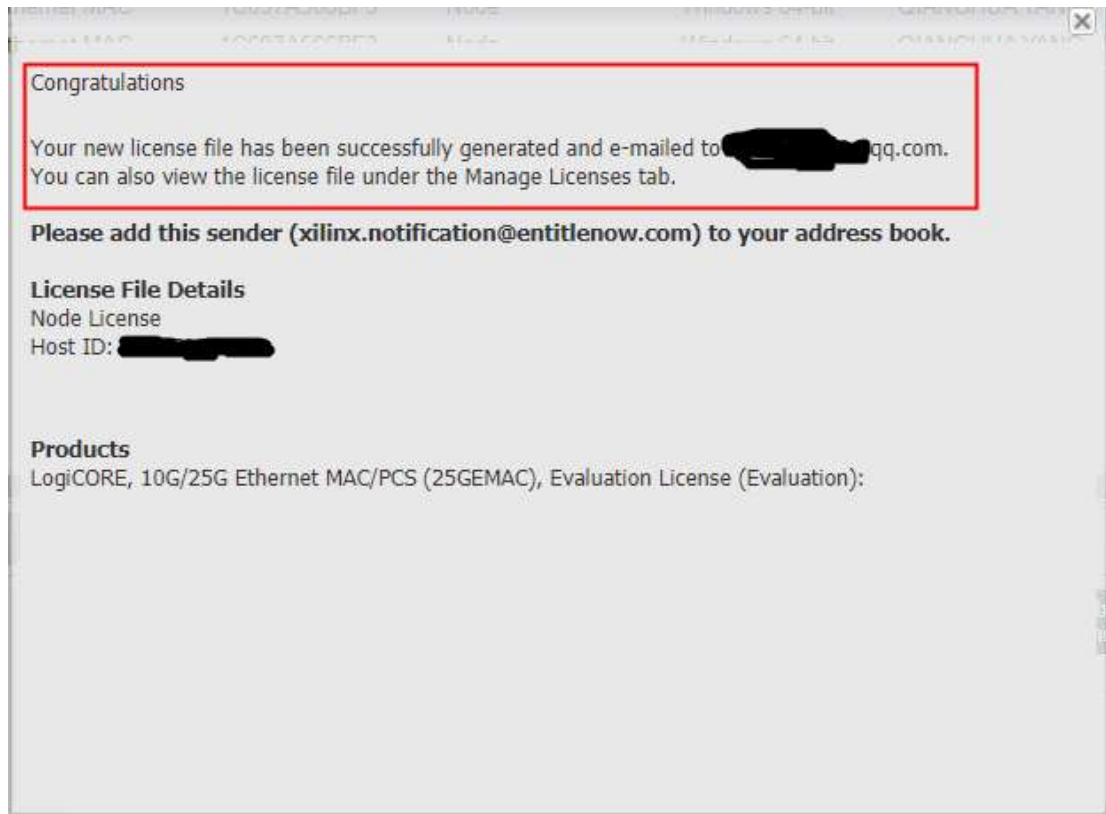 Congratulations
Your new license file has been successfully generated and e-mailed to qq.com.
You can also view the license file under the Manage Licenses tab.
Please add this sender (xilinx.notification@entitlenow.com) to your address book.
License File Details
Node License
Host ID:
Products
LogiCORE, 10G/25G Ethernet MAC/PCS (25GEMAC), Evaluation License (Evaluation):